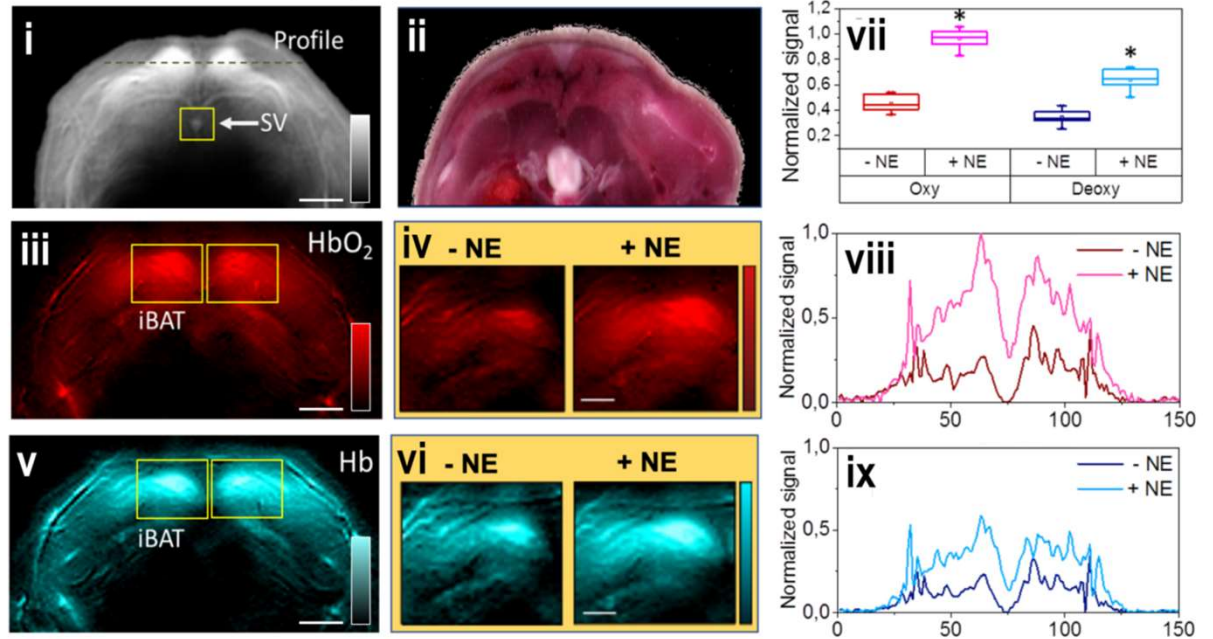 i
Profile
SV
ii
vii
Normalized signal
1,2
1,0
0,8
0,6
0,4
0,2
*
*
- NE
+ NE
- NE
+ NE
Oxy
Deoxy
iii
HbO₂
iBAT
iv
- NE
+ NE
viii
Normalized signal
1,0
0,5
0,0
- NE
+ NE
0
50
100
150
v
Hb
iBAT
vi
- NE
+ NE
ix
Normalized signal
1,0
0,5
0,0
- NE
+ NE
0
50
100
150